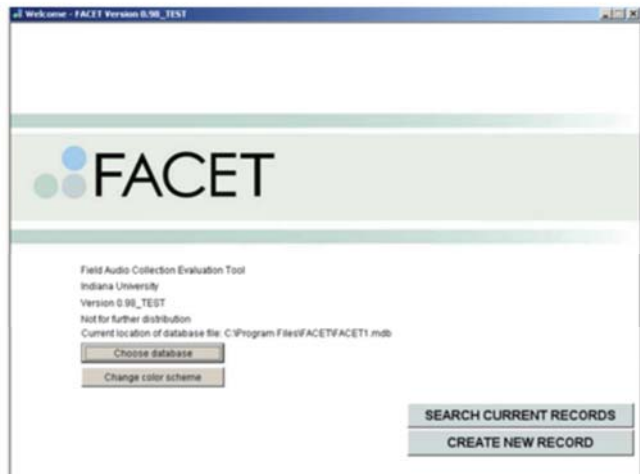 Welcome - FACET Version 0.98_TEST
FACET
Field Audio Collection Evaluation Tool
Indiana University
Version 0.98_TEST
Not for further distribution
Current location of database file: C:\Program Files\FACET\FACET1.mdb
Choose database
Change color scheme
SEARCH CURRENT RECORDS
CREATE NEW RECORD